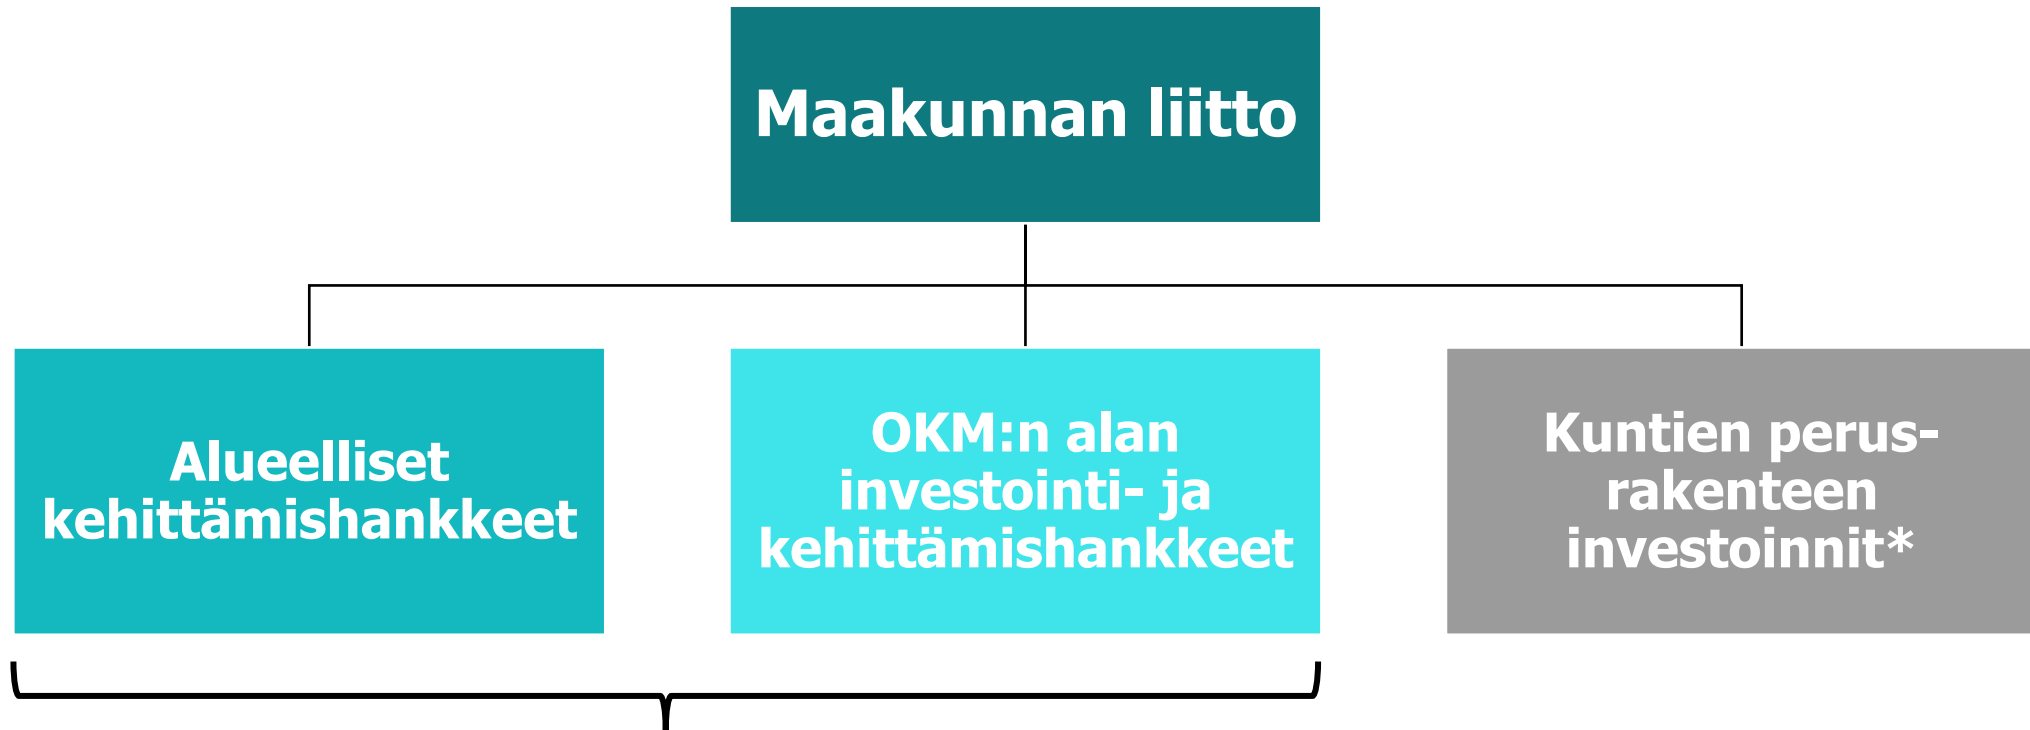 Maakunnan liitto
Alueelliset
kehittämishankkeet
OKM:n alan
investointi- ja
kehittämishankkeet
Kuntien perus-
rakenteen
investoinnit*